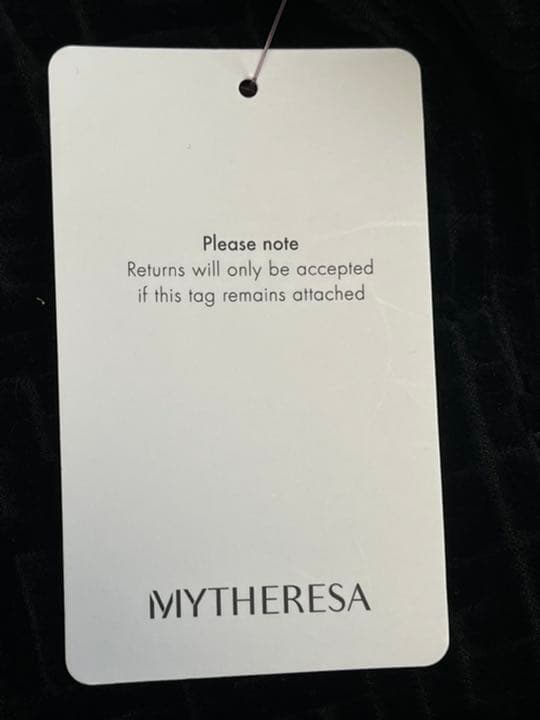 Please note
Returns will only be accepted
if this tag remains attached
MYTHERESA